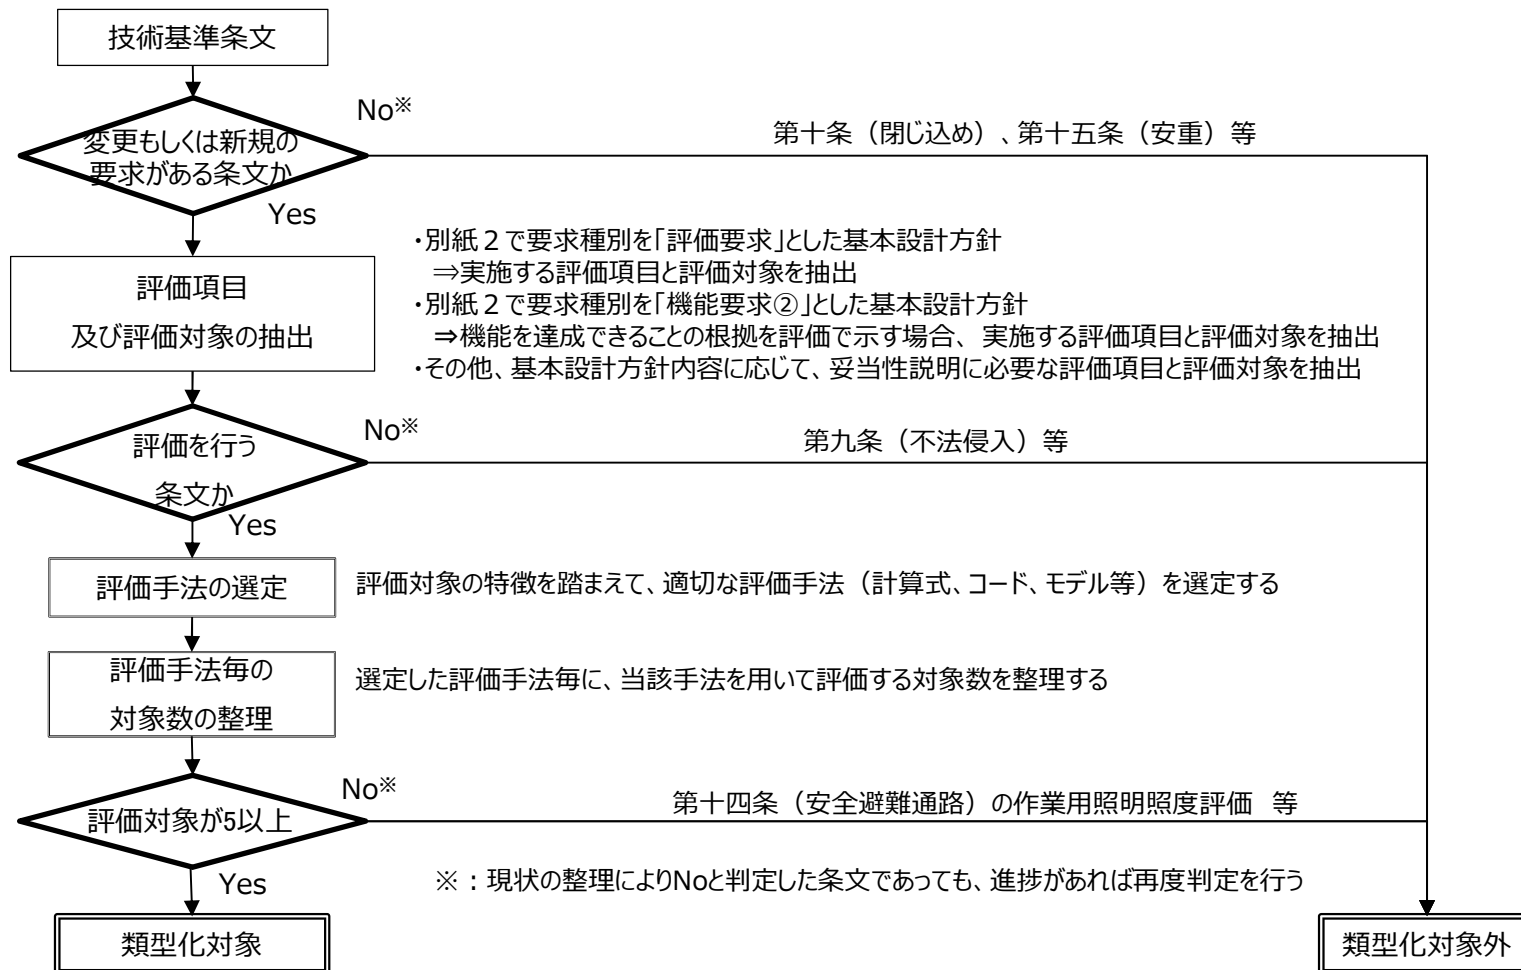 技術基準条文
No※
変更もしくは新規の
要求がある条文か
第十条（閉じ込め）、第十五条（安重）等
Yes
評価項目
及び評価対象の抽出
・別紙２で要求種別を「評価要求」とした基本設計方針
⇒実施する評価項目と評価対象を抽出
・別紙２で要求種別を「機能要求②」とした基本設計方針
⇒機能を達成できることの根拠を評価で示す場合、 実施する評価項目と評価対象を抽出
・その他、基本設計方針内容に応じて、妥当性説明に必要な評価項目と評価対象を抽出
No※
評価を行う
条文か
第九条（不法侵入）等
Yes
評価手法の選定
評価対象の特徴を踏まえて、適切な評価手法（計算式、コード、モデル等）を選定する
評価手法毎の
対象数の整理
選定した評価手法毎に、当該手法を用いて評価する対象数を整理する
No※
評価対象が5以上
第十四条（安全避難通路）の作業用照明照度評価 等
Yes
※：現状の整理によりNoと判定した条文であっても、進捗があれば再度判定を行う
類型化対象
類型化対象外